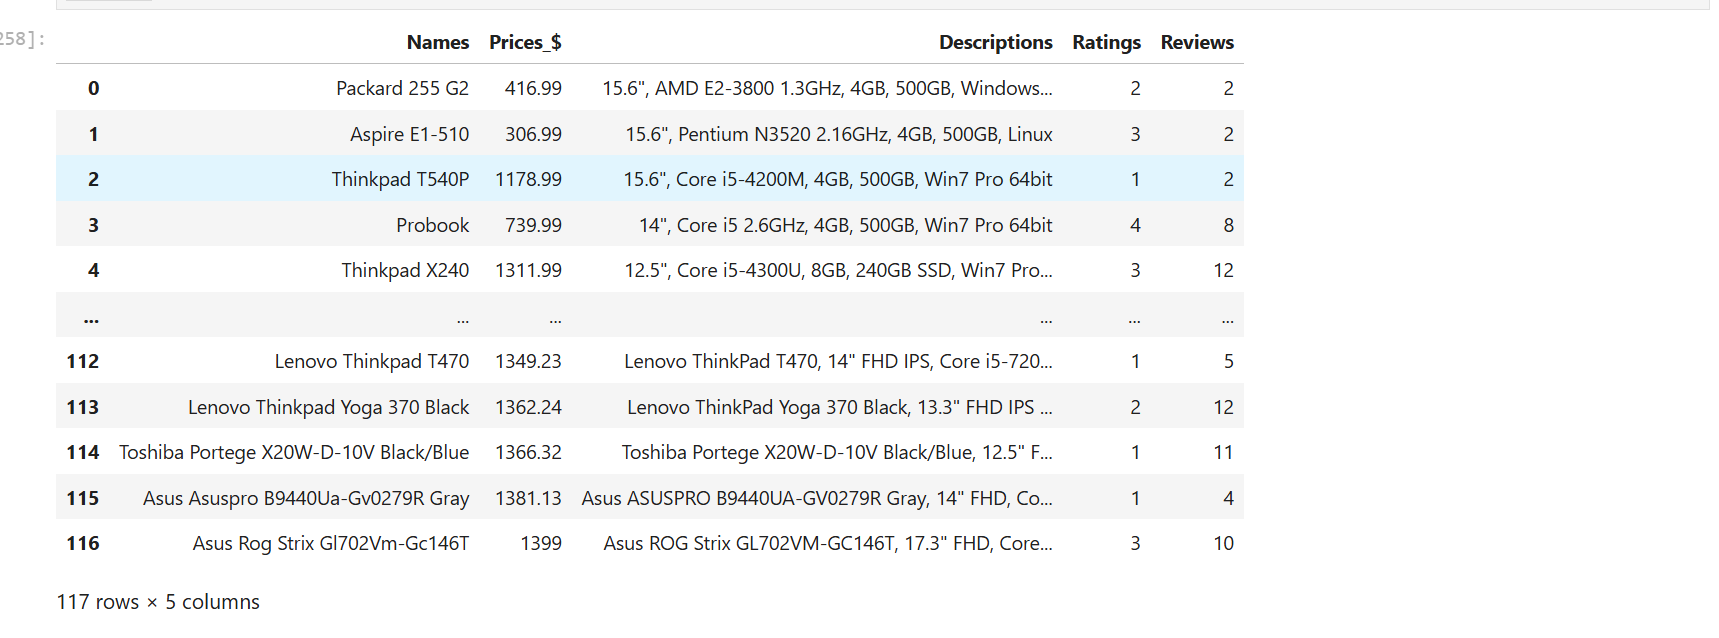 258]:
Names Prices_$ Descriptions Ratings Reviews
0 Packard 255 G2 416.99 15.6", AMD E2-3800 1.3GHz, 4GB, 500GB, Windows... 2 2
1 Aspire E1-510 306.99 15.6", Pentium N3520 2.16GHz, 4GB, 500GB, Linux 3 2
2 Thinkpad T540P 1178.99 15.6", Core i5-4200M, 4GB, 500GB, Win7 Pro 64bit 1 2
3 Probook 739.99 14", Core i5 2.6GHz, 4GB, 500GB, Win7 Pro 64bit 4 8
4 Thinkpad X240 1311.99 12.5", Core i5-4300U, 8GB, 240GB SSD, Win7 Pro... 3 12
... ... ... ... ... ...
112 Lenovo Thinkpad T470 1349.23 Lenovo ThinkPad T470, 14" FHD IPS, Core i5-720... 1 5
113 Lenovo Thinkpad Yoga 370 Black 1362.24 Lenovo ThinkPad Yoga 370 Black, 13.3" FHD IPS ... 2 12
114 Toshiba Portege X20W-D-10V Black/Blue 1366.32 Toshiba Portege X20W-D-10V Black/Blue, 12.5" F... 1 11
115 Asus Asuspro B9440Ua-Gv0279R Gray 1381.13 Asus ASUSPRO B9440UA-GV0279R Gray, 14" FHD, Co... 1 4
116 Asus Rog Strix Gl702Vm-Gc146T 1399 Asus ROG Strix GL702VM-GC146T, 17.3" FHD, Core... 3 10
117 rows × 5 columns